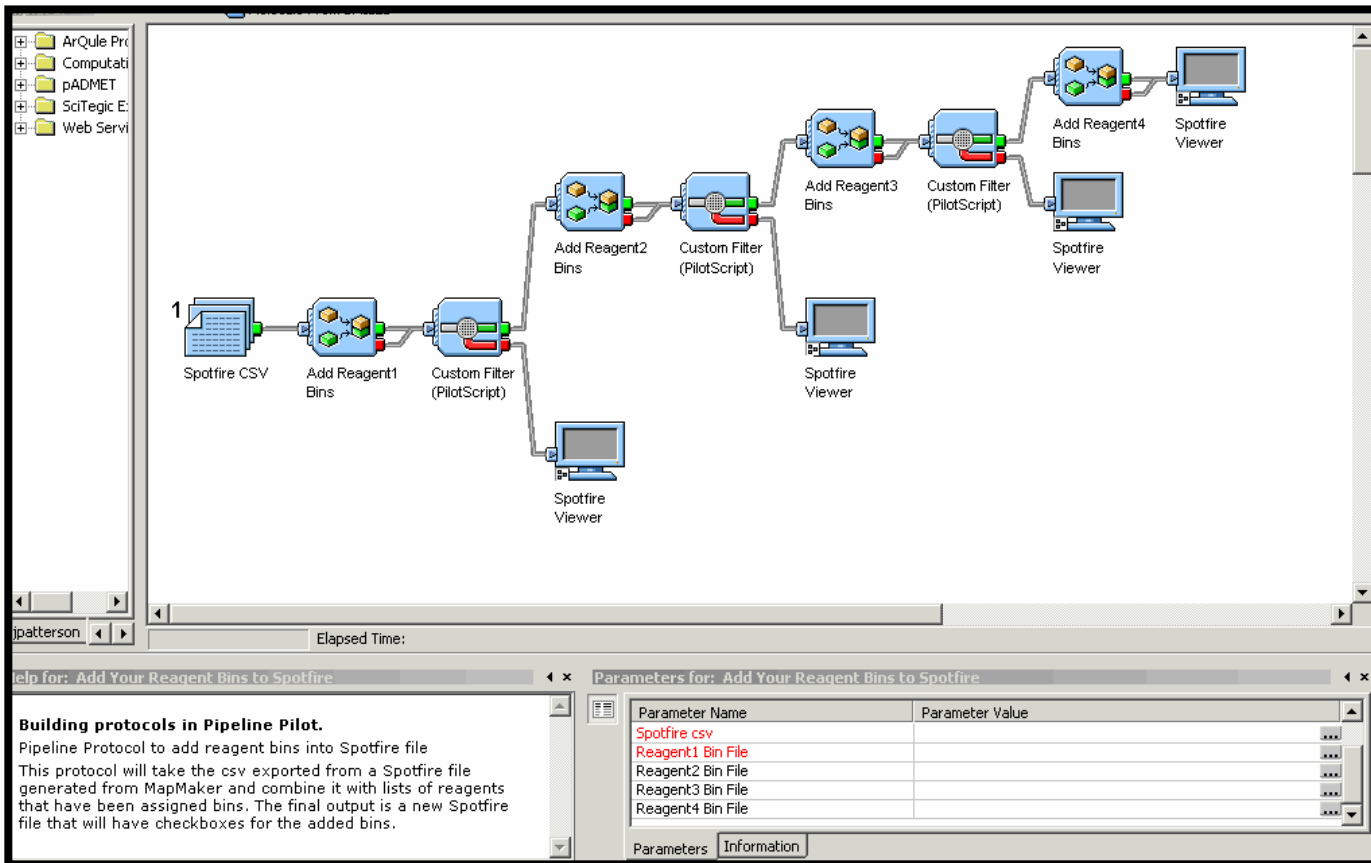 ArQule Pro
Computati
pADMET
SciTegic E
Web Servi
jpatterson
1
Spotfire CSV
Add Reagent1
Bins
Custom Filter
(PilotScript)
Spotfire
Viewer
Add Reagent2
Bins
Custom Filter
(PilotScript)
Spotfire
Viewer
Add Reagent3
Bins
Custom Filter
(PilotScript)
Spotfire
Viewer
Add Reagent4
Bins
Spotfire
Viewer
Elapsed Time:
elp for: Add Your Reagent Bins to Spotfire
Building protocols in Pipeline Pilot.
Pipeline Protocol to add reagent bins into Spotfire file
This protocol will take the csv exported from a Spotfire file
generated from MapMaker and combine it with lists of reagents
that have been assigned bins. The final output is a new Spotfire
file that will have checkboxes for the added bins.
Parameters for: Add Your Reagent Bins to Spotfire
Parameter Name Parameter Value
Spotfire csv ...
Reagent1 Bin File ...
Reagent2 Bin File ...
Reagent3 Bin File ...
Reagent4 Bin File ...
Parameters Information